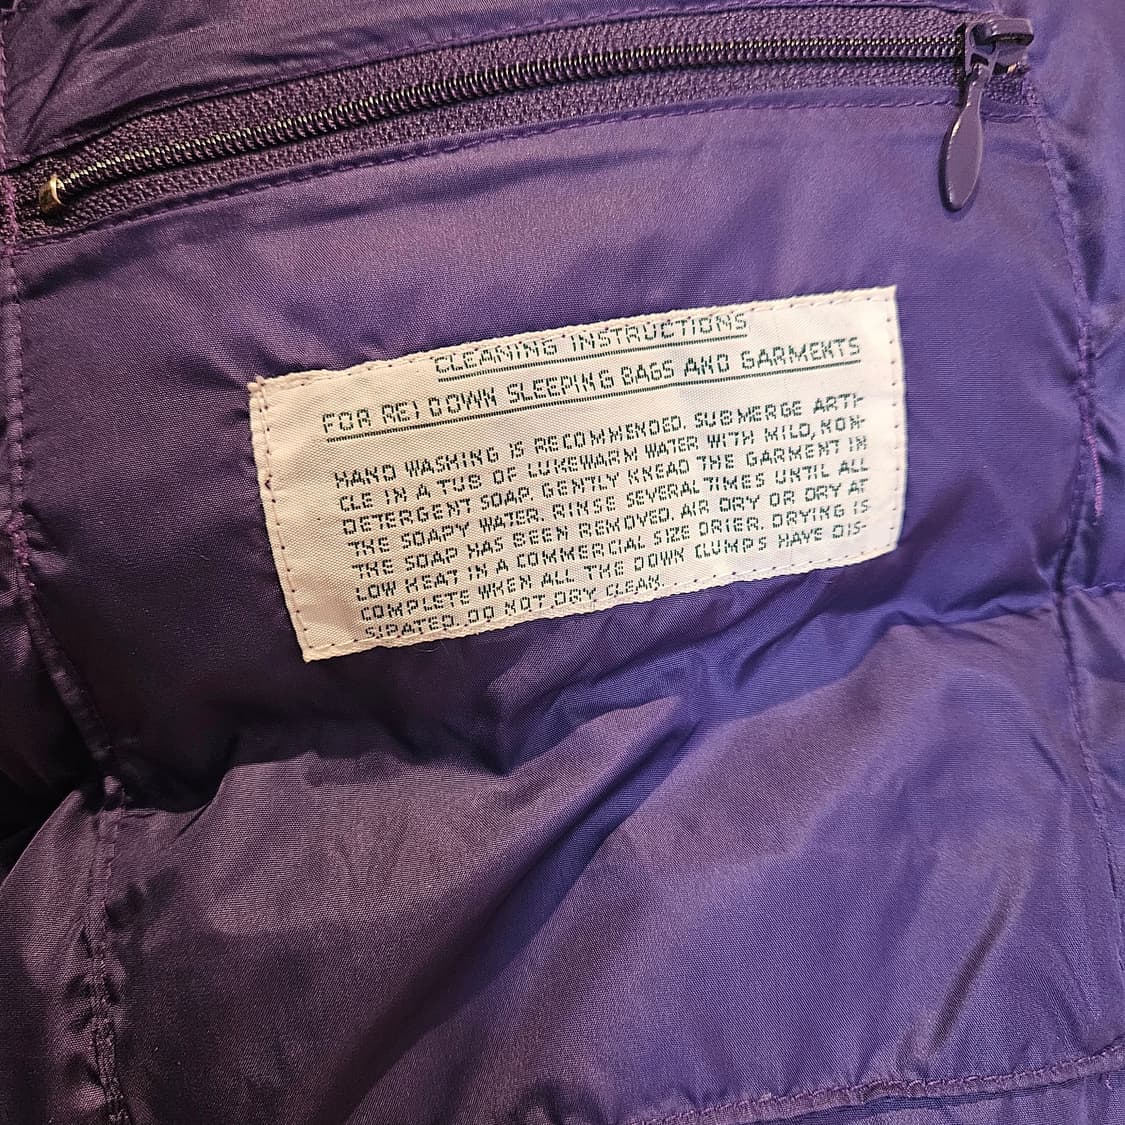 CLEANING INSTRUCTIONS
FOR REI DOWN SLEEPING BAGS AND GARMENTS
HAND WASHING IS RECOMMENDED. SUBMERGE ARTI-
CLE IN A TUB OF LUKEWARM WATER WITH MILD, NON-
DETERGENT SOAP. GENTLY KNEAD THE GARMENT IN
THE SOAPY WATER. RINSE SEVERAL TIMES UNTIL ALL
THE SOAP HAS BEEN REMOVED. AIR DRY OR DRY AT
LOW HEAT IN A COMMERCIAL SIZE DRIER. DRYING IS
COMPLETE WHEN ALL THE DOWN CLUMPS HAVE DIS-
SIPATED. DO NOT DRY CLEAN.